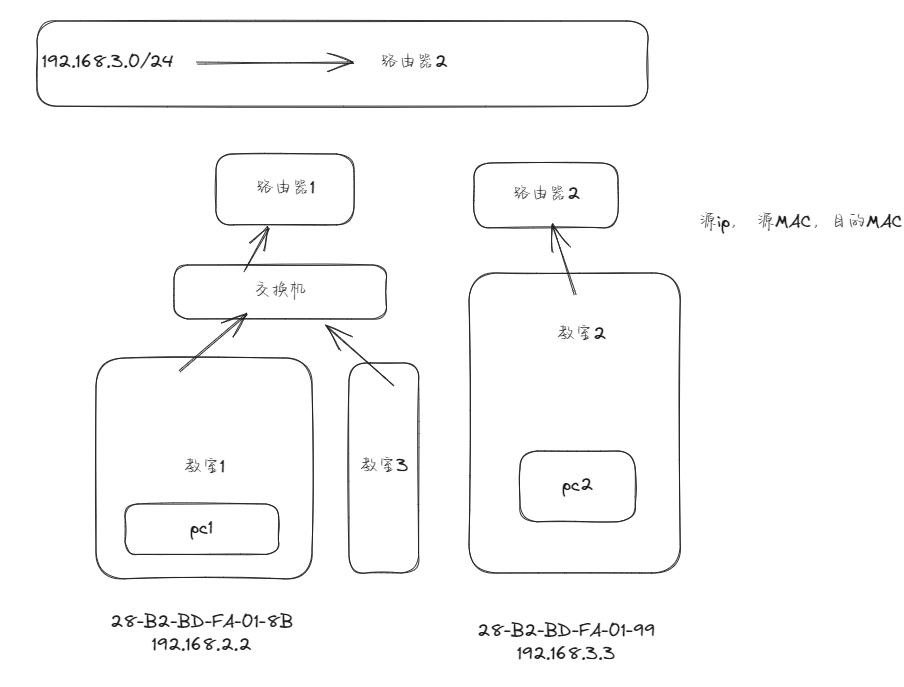 192.168.3.0/24 路由器2
路由器1
路由器2
源ip, 源MAC, 目的MAC
交换机
教室2
教室1
教室3
pc2
pc1
28-B2-BD-FA-01-8B
192.168.2.2
28-B2-BD-FA-01-99
192.168.3.3